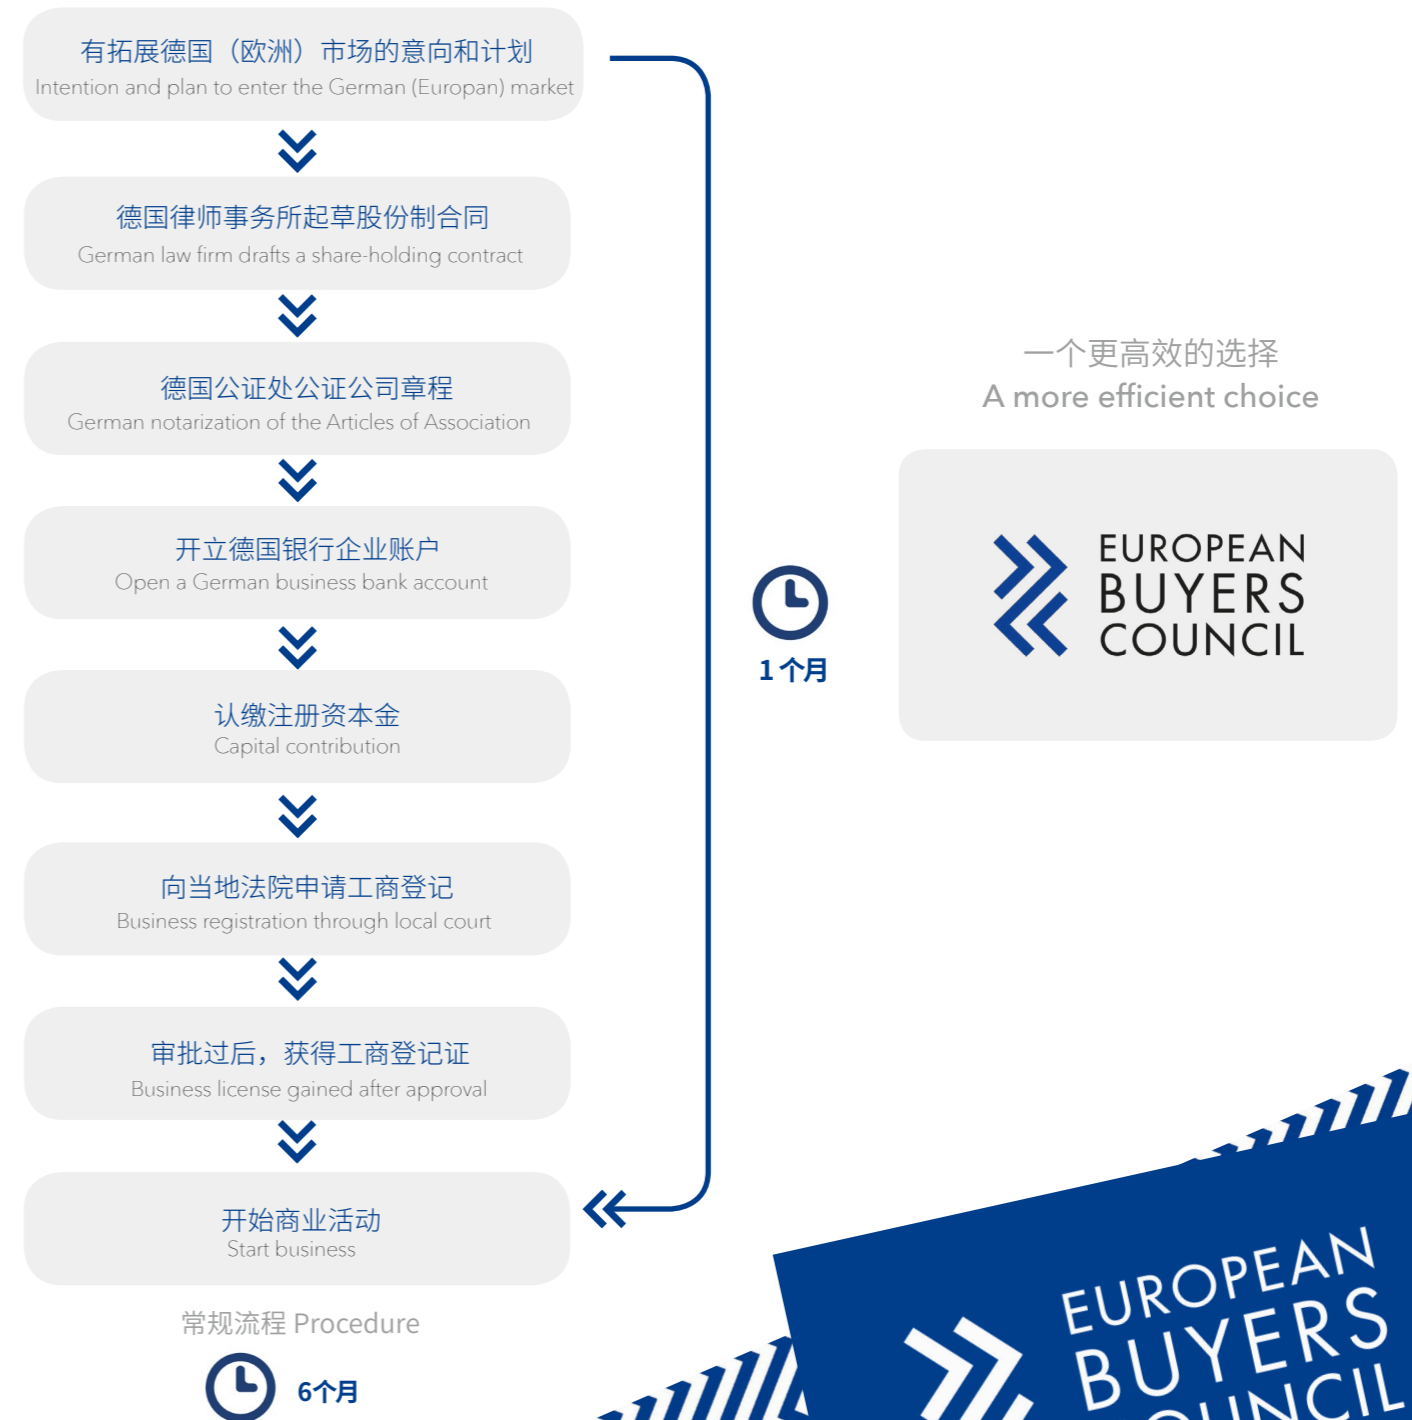 有拓展德国（欧洲）市场的意向和计划
Intention and plan to enter the German (Europan) market
德国律师事务所起草股份制合同
German law firm drafts a share-holding contract
德国公证处公证公司章程
German notarization of the Articles of Association
开立德国银行企业账户
Open a German business bank account
认缴注册资本金
Capital contribution
向当地法院申请工商登记
Business registration through local court
审批过后，获得工商登记证
Business license gained after approval
开始商业活动
Start business
常规流程 Procedure
6个月
1个月
一个更高效的选择
A more efficient choice
EUROPEAN
BUYERS
COUNCIL
EUROPEAN
BUYERS
COUNCIL